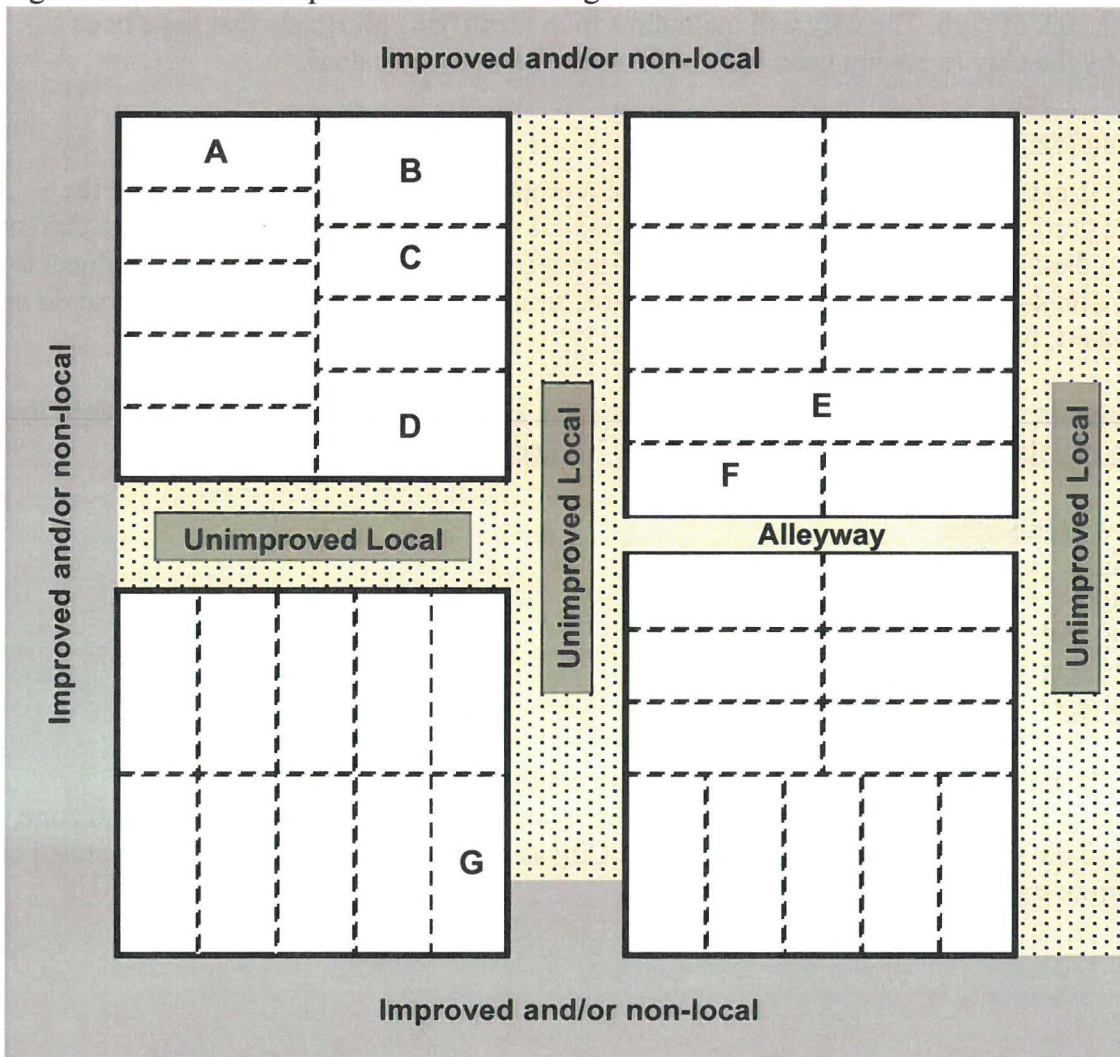 Improved and/or non-local
A
B
C
D
E
F
Improved and/or non-local
Unimproved Local
Unimproved Local
Alleyway
Unimproved Local
G
Improved and/or non-local